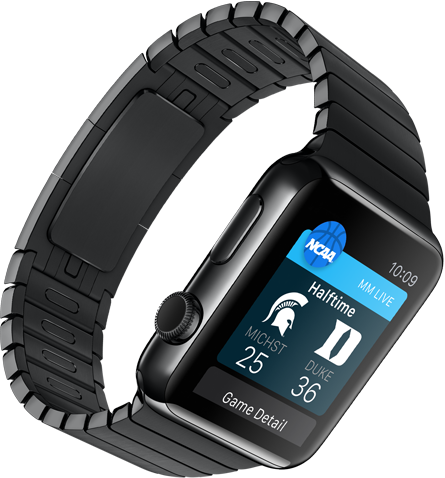 10:09
NCAA
MM LIVE
Halftime
D
MICHST DUKE
25 36
Game Detail